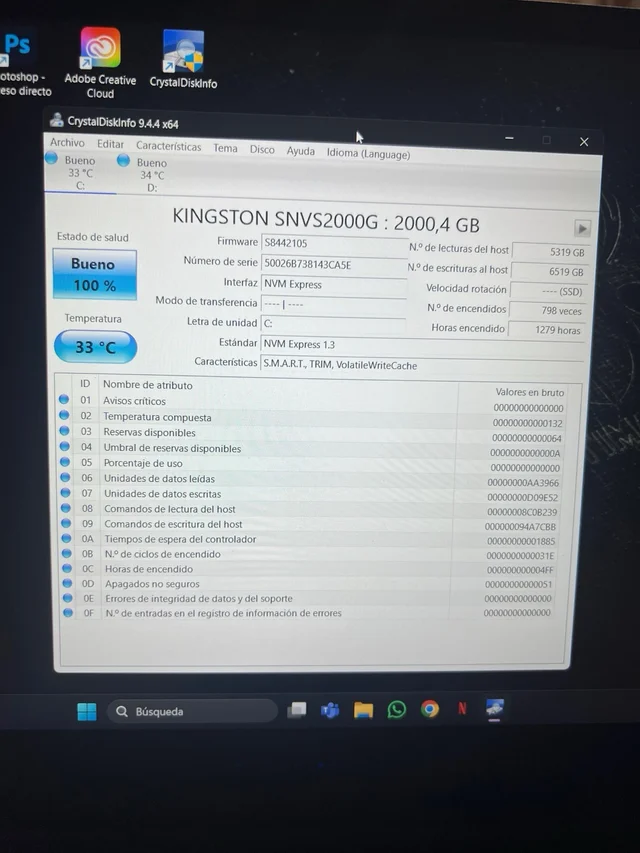 Ps
otoshop -
eso directo
Adobe Creative
Cloud
CrystalDiskInfo
CrystalDiskInfo 9.4.4 x64
Archivo Editar Características Tema Disco Ayuda Idioma (Language)
Bueno
33 °C
C:
Bueno
34 °C
D:
KINGSTON SNVS2000G : 2000,4 GB
Estado de salud
Bueno
100 %
Temperatura
33 °C
Firmware S8442105
Número de serie 50026B738143CA5E
Interfaz NVM Express
Modo de transferencia ---- | ----
Letra de unidad C:
Estándar NVM Express 1.3
Características S.M.A.R.T., TRIM, VolatileWriteCache
N.º de lecturas del host 5319 GB
N.º de escrituras al host 6519 GB
Velocidad rotación ---- (SSD)
N.º de encendidos 798 veces
Horas encendido 1279 horas
ID Nombre de atributo Valores en bruto
01 Avisos críticos 00000000000000
02 Temperatura compuesta 00000000000132
03 Reservas disponibles 00000000000064
04 Umbral de reservas disponibles 0000000000000A
05 Porcentaje de uso 00000000000000
06 Unidades de datos leídas 00000000AA3966
07 Unidades de datos escritas 00000000D09E52
08 Comandos de lectura del host 0000008C0B239
09 Comandos de escritura del host 000000094A7CBB
0A Tiempos de espera del controlador 00000000001885
0B N.º de ciclos de encendido 0000000000031E
0C Horas de encendido 000000000004FF
0D Apagados no seguros 00000000000051
0E Errores de integridad de datos y del soporte 00000000000000
0F N.º de entradas en el registro de información de errores 00000000000000
Búsqueda
N